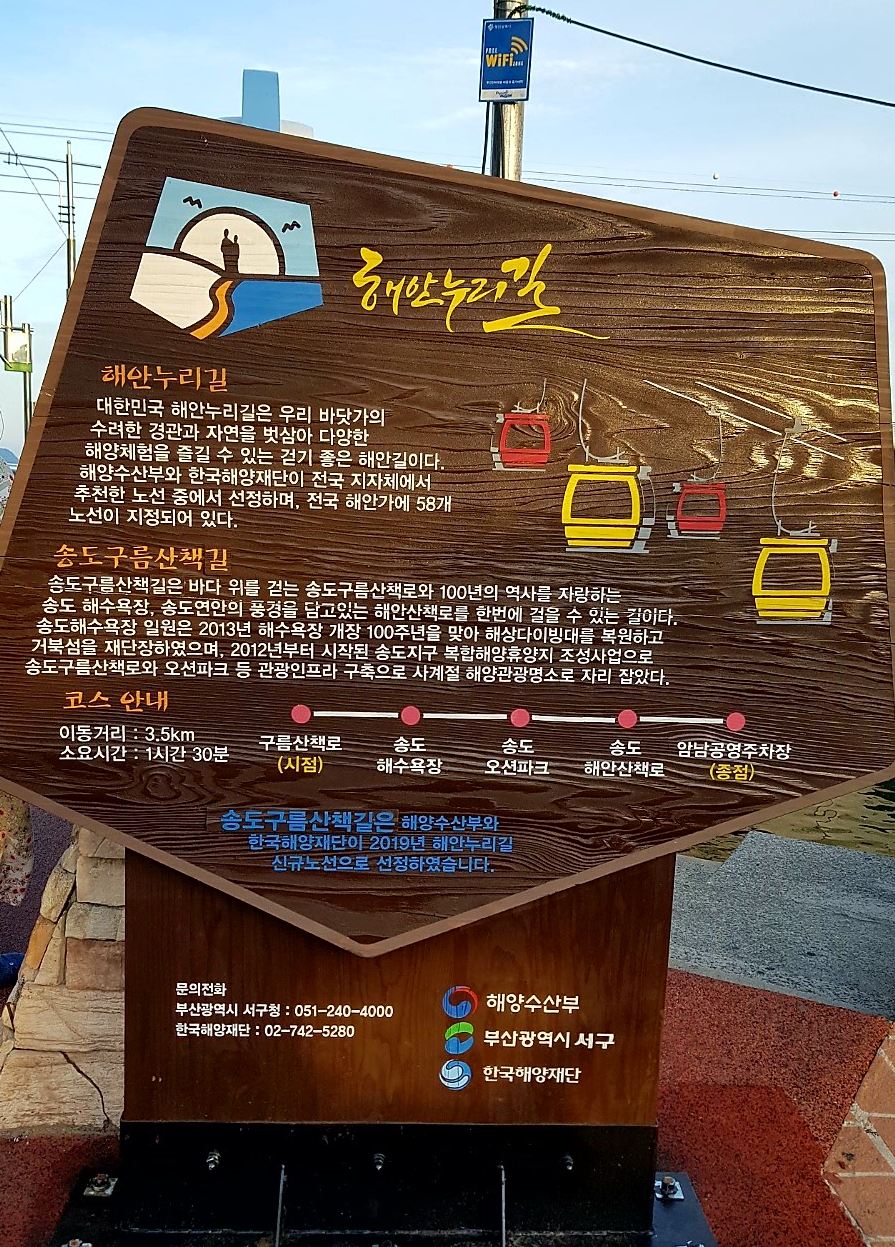 FREE
WiFi ZONE
해안누리길
해안누리길
대한민국 해안누리길은 우리 바닷가의
수려한 경관과 자연을 벗삼아 다양한
해양체험을 즐길 수 있는 걷기 좋은 해안길이다.
해양수산부와 한국해양재단이 전국 지자체에서
추천한 노선 중에서 선정하며, 전국 해안가에 58개
노선이 지정되어 있다.
송도구름산책길
송도구름산책길은 바다 위를 걷는 송도구름산책로와 100년의 역사를 자랑하는
송도 해수욕장, 송도연안의 풍경을 담고있는 해안산책로를 한번에 걸을 수 있는 길이다.
송도해수욕장 일원은 2013년 해수욕장 개장 100주년을 맞아 해상다이빙대를 복원하고
거북섬을 재단장하였으며, 2012년부터 시작된 송도지구 복합해양휴양지 조성사업으로
송도구름산책로와 오션파크 등 관광인프라 구축으로 사계절 해양관광명소로 자리 잡았다.
코스 안내
이동거리 : 3.5km
소요시간 : 1시간 30분
구름산책로
(시점)
송도
해수욕장
송도
오션파크
송도
해안산책로
암남공영주차장
(종점)
송도구름산책길은 해양수산부와
한국해양재단이 2019년 해안누리길
신규노선으로 선정하였습니다.
문의전화
부산광역시 서구청 : 051-240-4000
한국해양재단 : 02-742-5280
해양수산부
부산광역시 서구
한국해양재단